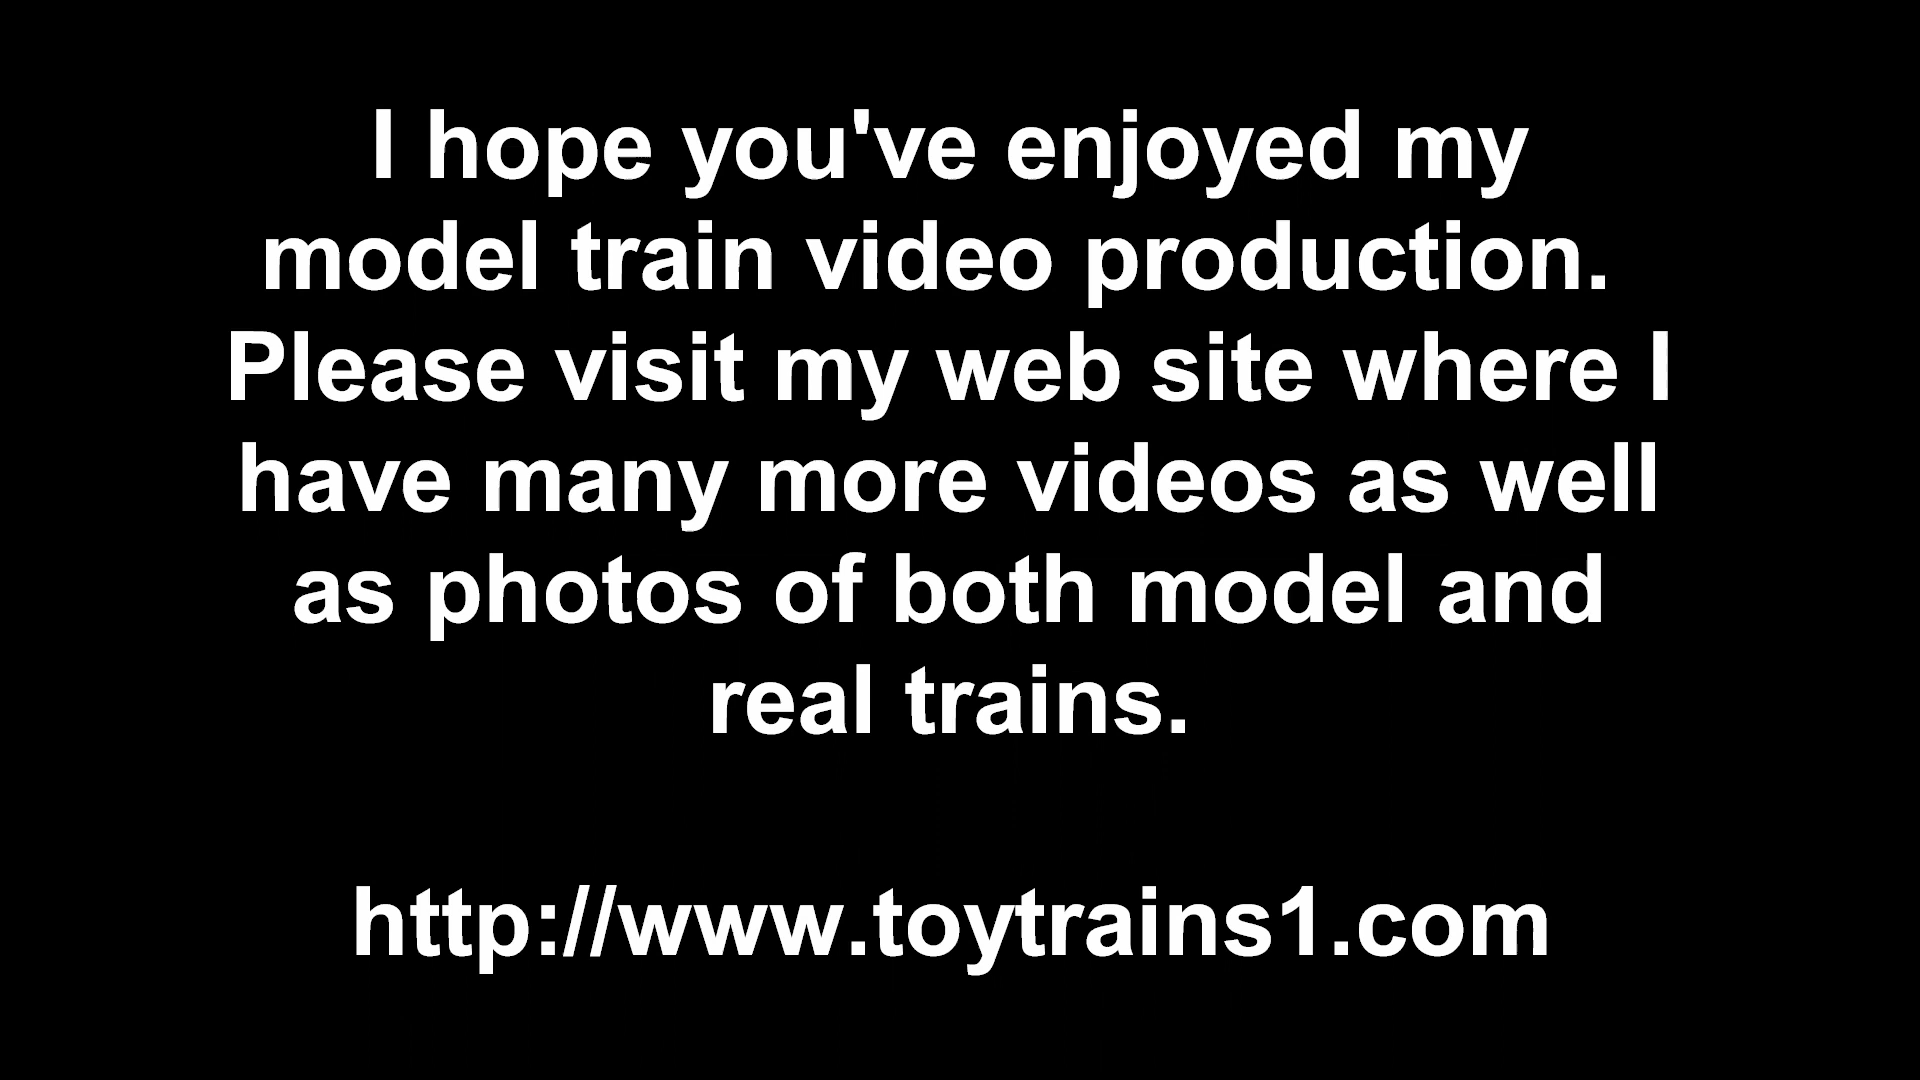 I hope you've enjoyed my
model train video production.
Please visit my web site where I
have many more videos as well
as photos of both model and
real trains.
http://www.toytrains1.com